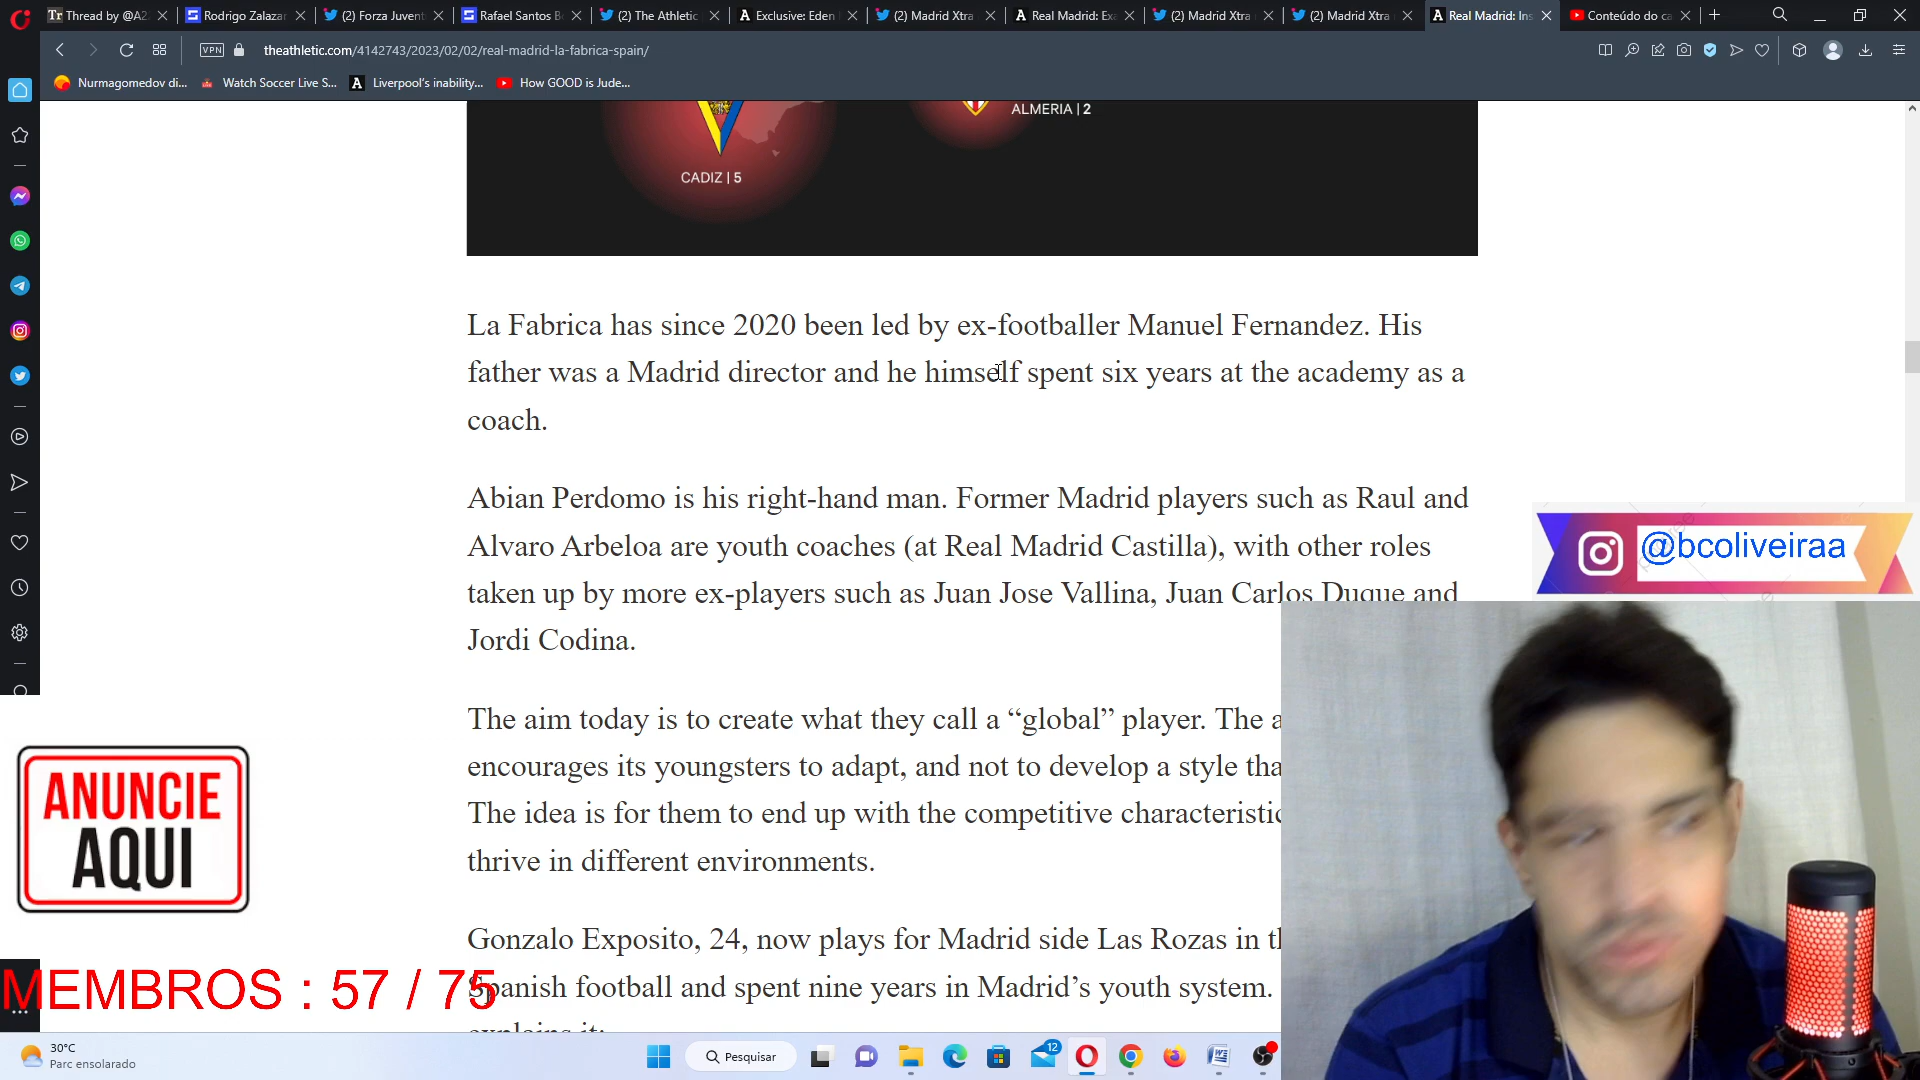 Thread by @A2
Rodrigo Zalazar
(2) Forza Juvent
Rafael Santos B
(2) The Athletic
Exclusive: Eden
(2) Madrid Xtra
Real Madrid: Ex
(2) Madrid Xtra
(2) Madrid Xtra
Real Madrid: Ins
Conteúdo do ca
VPN
theathletic.com/4142743/2023/02/02/real-madrid-la-fabrica-spain/
Nurmagomedov di...
Watch Soccer Live S...
Liverpool's inability...
How GOOD is Jude...
ALMERIA | 2
CADIZ | 5
La Fabrica has since 2020 been led by ex-footballer Manuel Fernandez. His
father was a Madrid director and he himself spent six years at the academy as a
coach.
Abian Perdomo is his right-hand man. Former Madrid players such as Raul and
Alvaro Arbeloa are youth coaches (at Real Madrid Castilla), with other roles
taken up by more ex-players such as Juan Jose Vallina, Juan Carlos Duque and
Jordi Codina.
The aim today is to create what they call a “global” player. The a
encourages its youngsters to adapt, and not to develop a style tha
The idea is for them to end up with the competitive characteristic
thrive in different environments.
Gonzalo Exposito, 24, now plays for Madrid side Las Rozas in th
Spanish football and spent nine years in Madrid’s youth system.
explains it:
@bcoliveiraa
ANUNCIE
AQUI
MEMBROS : 57 / 75
30°C
Parc ensolarado
Pesquisar
12